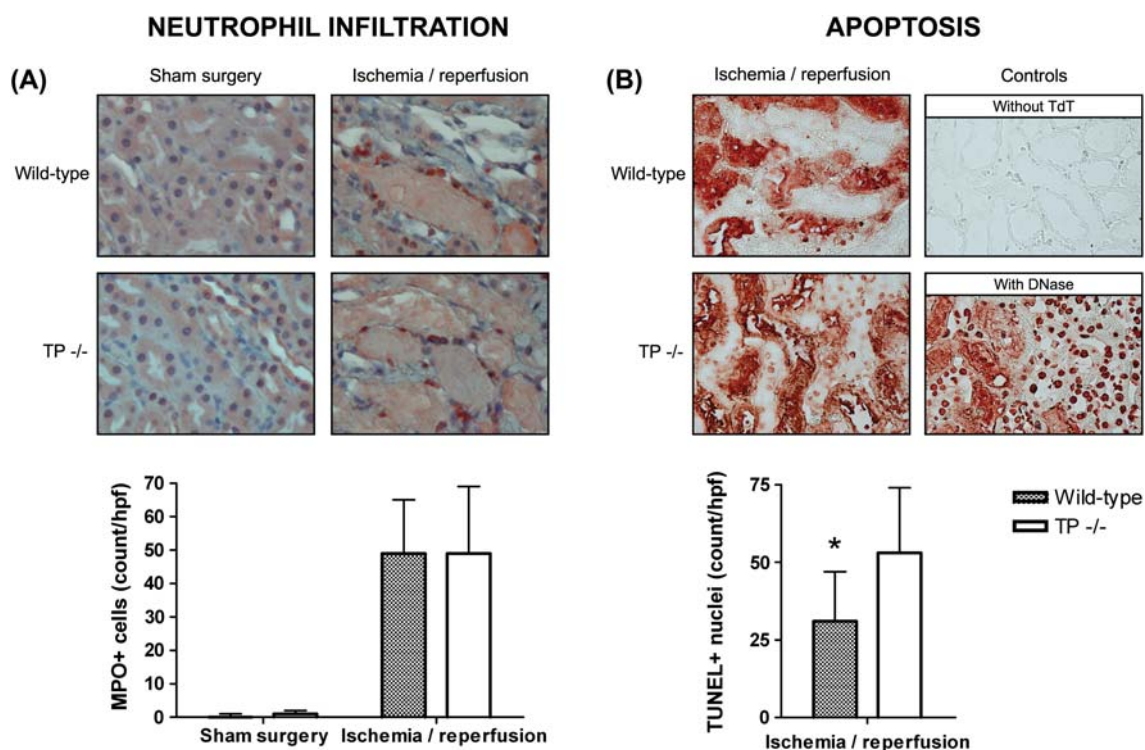 NEUTROPHIL INFILTRATION
APOPTOSIS
(A)
Sham surgery
Ischemia / reperfusion
Wild-type
TP -/-
70
60
50
40
30
20
10
0
MPO+ cells (count/hpf)
Sham surgery
Ischemia / reperfusion
(B)
Ischemia / reperfusion
Controls
Without TdT
Wild-type
With DNase
TP -/-
75
50
25
0
TUNEL+ nuclei (count/hpf)
*
Ischemia / reperfusion
Wild-type
TP -/-